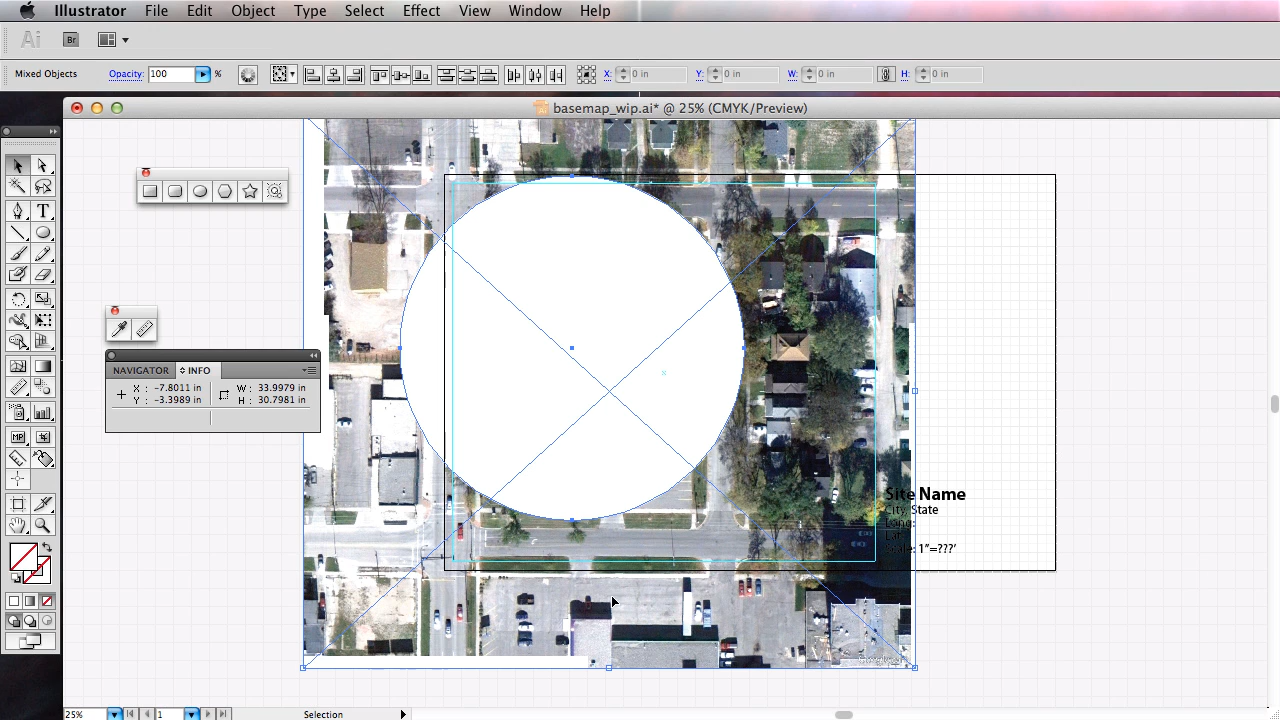 Illustrator File Edit Object Type Select Effect View Window Help
Ai Br
Mixed Objects Opacity: 100 % X: 0 in Y: 0 in W: 0 in H: 0 in
basemap_wip.ai* @ 25% (CMYK/Preview)
NAVIGATOR INFO
X : -7.8011 in W : 33.9979 in
Y : -3.3989 in H : 30.7981 in
Site Name
City, State
Long:
Lat:
Scale: 1"=???'
25% 1 Selection